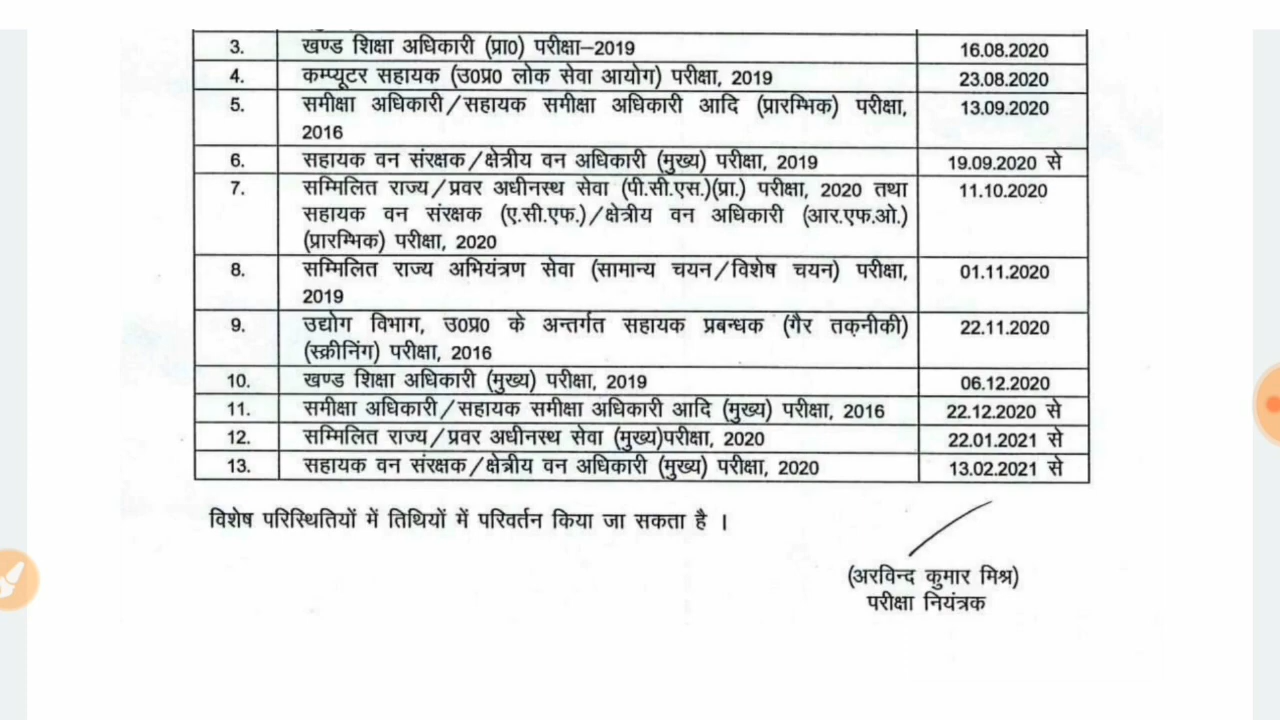 3. खण्ड शिक्षा अधिकारी (प्रा0) परीक्षा–2019 16.08.2020
4. कम्प्यूटर सहायक (उ0प्र0 लोक सेवा आयोग) परीक्षा, 2019 23.08.2020
5. समीक्षा अधिकारी/सहायक समीक्षा अधिकारी आदि (प्रारम्भिक) परीक्षा, 13.09.2020
2016
6. सहायक वन संरक्षक/क्षेत्रीय वन अधिकारी (मुख्य) परीक्षा, 2019 19.09.2020 से
7. सम्मिलित राज्य/प्रवर अधीनस्थ सेवा (पी.सी.एस.)(प्रा.) परीक्षा, 2020 तथा 11.10.2020
सहायक वन संरक्षक (ए.सी.एफ.)/क्षेत्रीय वन अधिकारी (आर.एफ.ओ.)
(प्रारम्भिक) परीक्षा, 2020
8. सम्मिलित राज्य अभियंत्रण सेवा (सामान्य चयन/विशेष चयन) परीक्षा, 01.11.2020
2019
9. उद्योग विभाग, उ0प्र0 के अन्तर्गत सहायक प्रबन्धक (गैर तक्नीकी) 22.11.2020
(स्क्रीनिंग) परीक्षा, 2016
10. खण्ड शिक्षा अधिकारी (मुख्य) परीक्षा, 2019 06.12.2020
11. समीक्षा अधिकारी/सहायक समीक्षा अधिकारी आदि (मुख्य) परीक्षा, 2016 22.12.2020 से
12. सम्मिलित राज्य/प्रवर अधीनस्थ सेवा (मुख्य)परीक्षा, 2020 22.01.2021 से
13. सहायक वन संरक्षक/क्षेत्रीय वन अधिकारी (मुख्य) परीक्षा, 2020 13.02.2021 से
विशेष परिस्थितियों में तिथियों में परिवर्तन किया जा सकता है ।
(अरविन्द कुमार मिश्र)
परीक्षा नियंत्रक